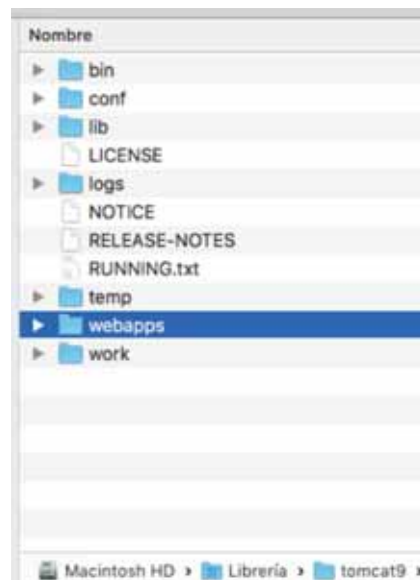 Nombre
bin
conf
lib
LICENSE
logs
NOTICE
RELEASE-NOTES
RUNNING.txt
temp
webapps
work
Macintosh HD › Librería › tomcat9 ›